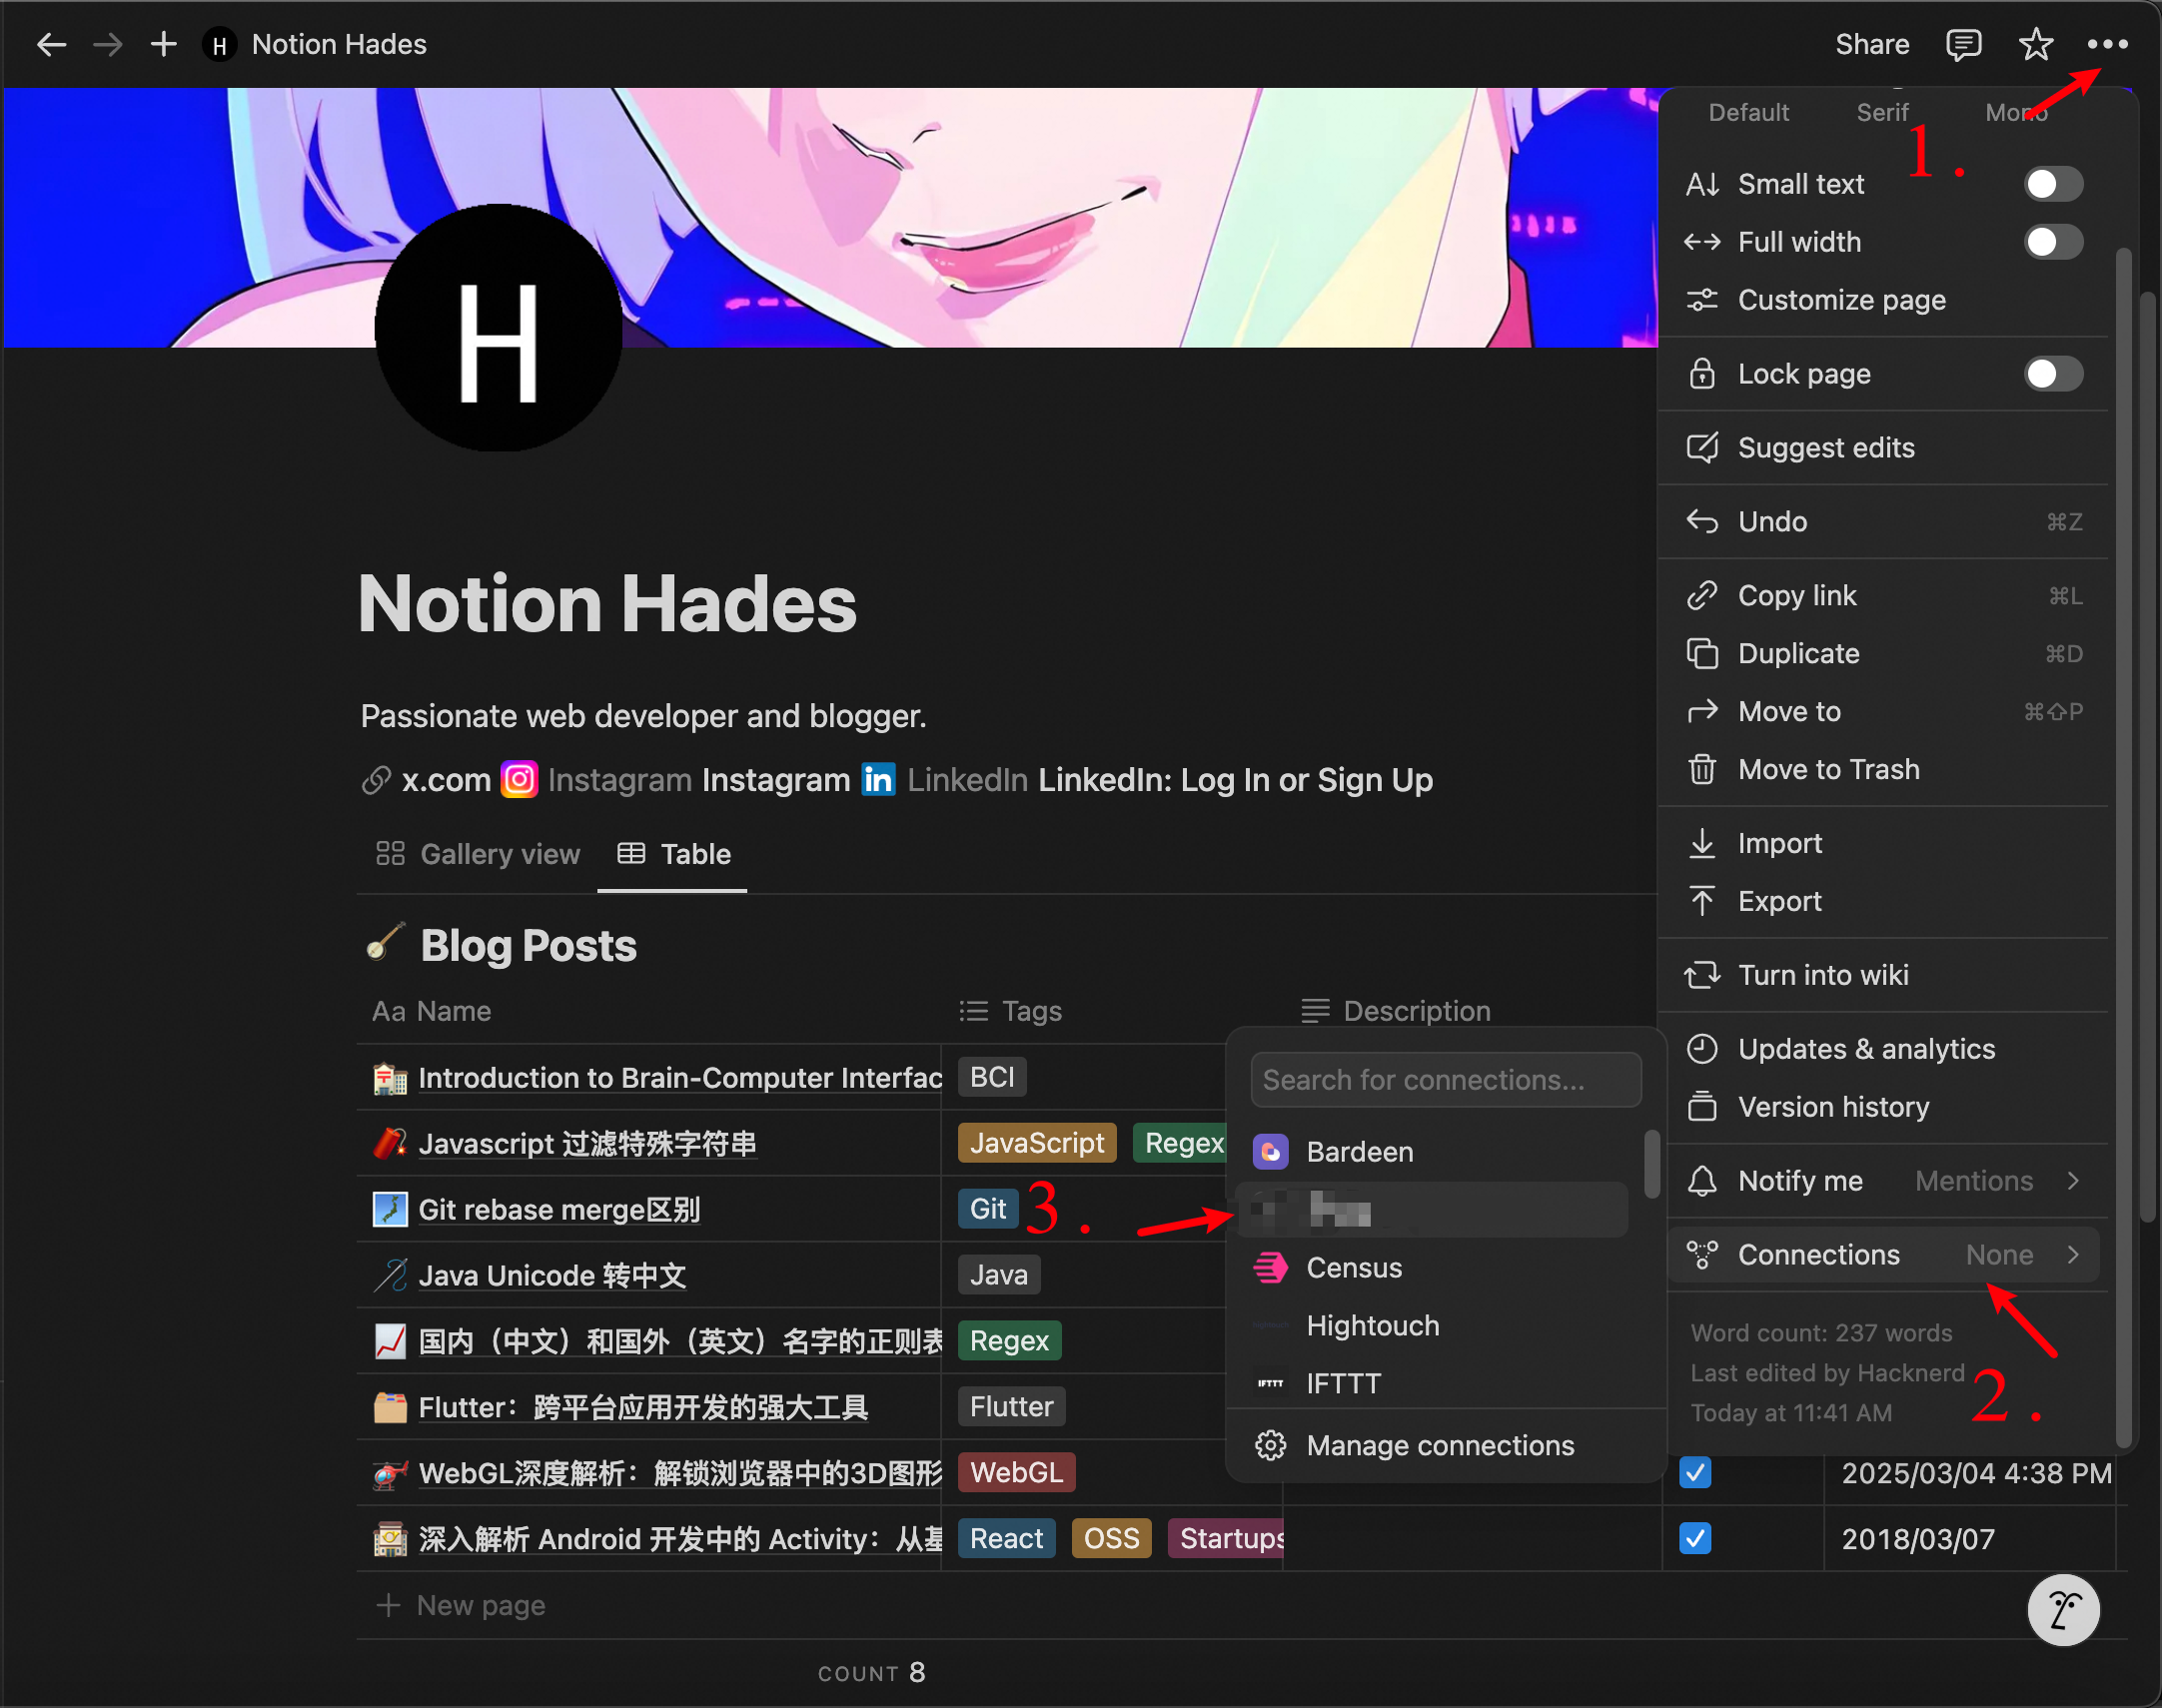 H Notion Hades
Share
Default Serif Mono
1.
Small text
Full width
Customize page
Lock page
Suggest edits
Undo ⌘Z
Copy link ⌘L
Duplicate ⌘D
Move to ⌘⇧P
Move to Trash
Import
Export
Turn into wiki
Updates & analytics
Version history
Notify me Mentions
Connections None
Word count: 237 words
Last edited by Hacknerd
Today at 11:41 AM
2.
H
Notion Hades
Passionate web developer and blogger.
x.com Instagram Instagram in LinkedIn LinkedIn: Log In or Sign Up
Gallery view Table
Blog Posts
Aa Name Tags Description
Introduction to Brain-Computer Interfac BCI
Javascript 过滤特殊字符串 JavaScript Regex
Git rebase merge区别 Git
Java Unicode 转中文 Java
国内（中文）和国外（英文）名字的正则表 Regex
Flutter：跨平台应用开发的强大工具 Flutter
WebGL深度解析：解锁浏览器中的3D图形 WebGL 2025/03/04 4:38 PM
深入解析 Android 开发中的 Activity：从基 React OSS Startups 2018/03/07
New page
COUNT 8
3.
Search for connections...
Bardeen
Census
Hightouch
IFTTT IFTTT
Manage connections